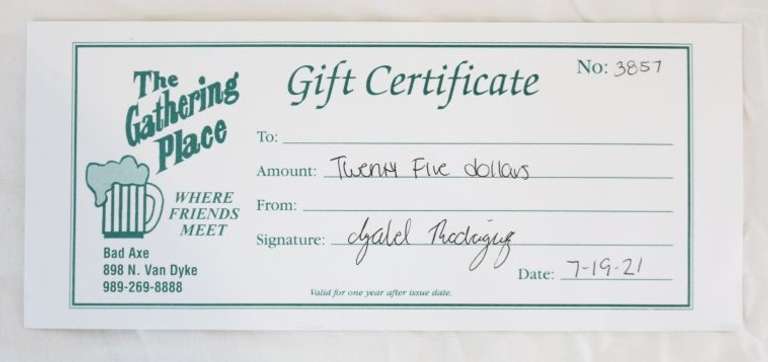 The
Gathering
Place
WHERE
FRIENDS
MEET
Bad Axe
898 N. Van Dyke
989-269-8888
Gift Certificate
No: 3857
To:
Amount: Twenty Five dollars
From:
Signature: Rodriguez
Date: 7-19-21
Valid for one year after issue date.